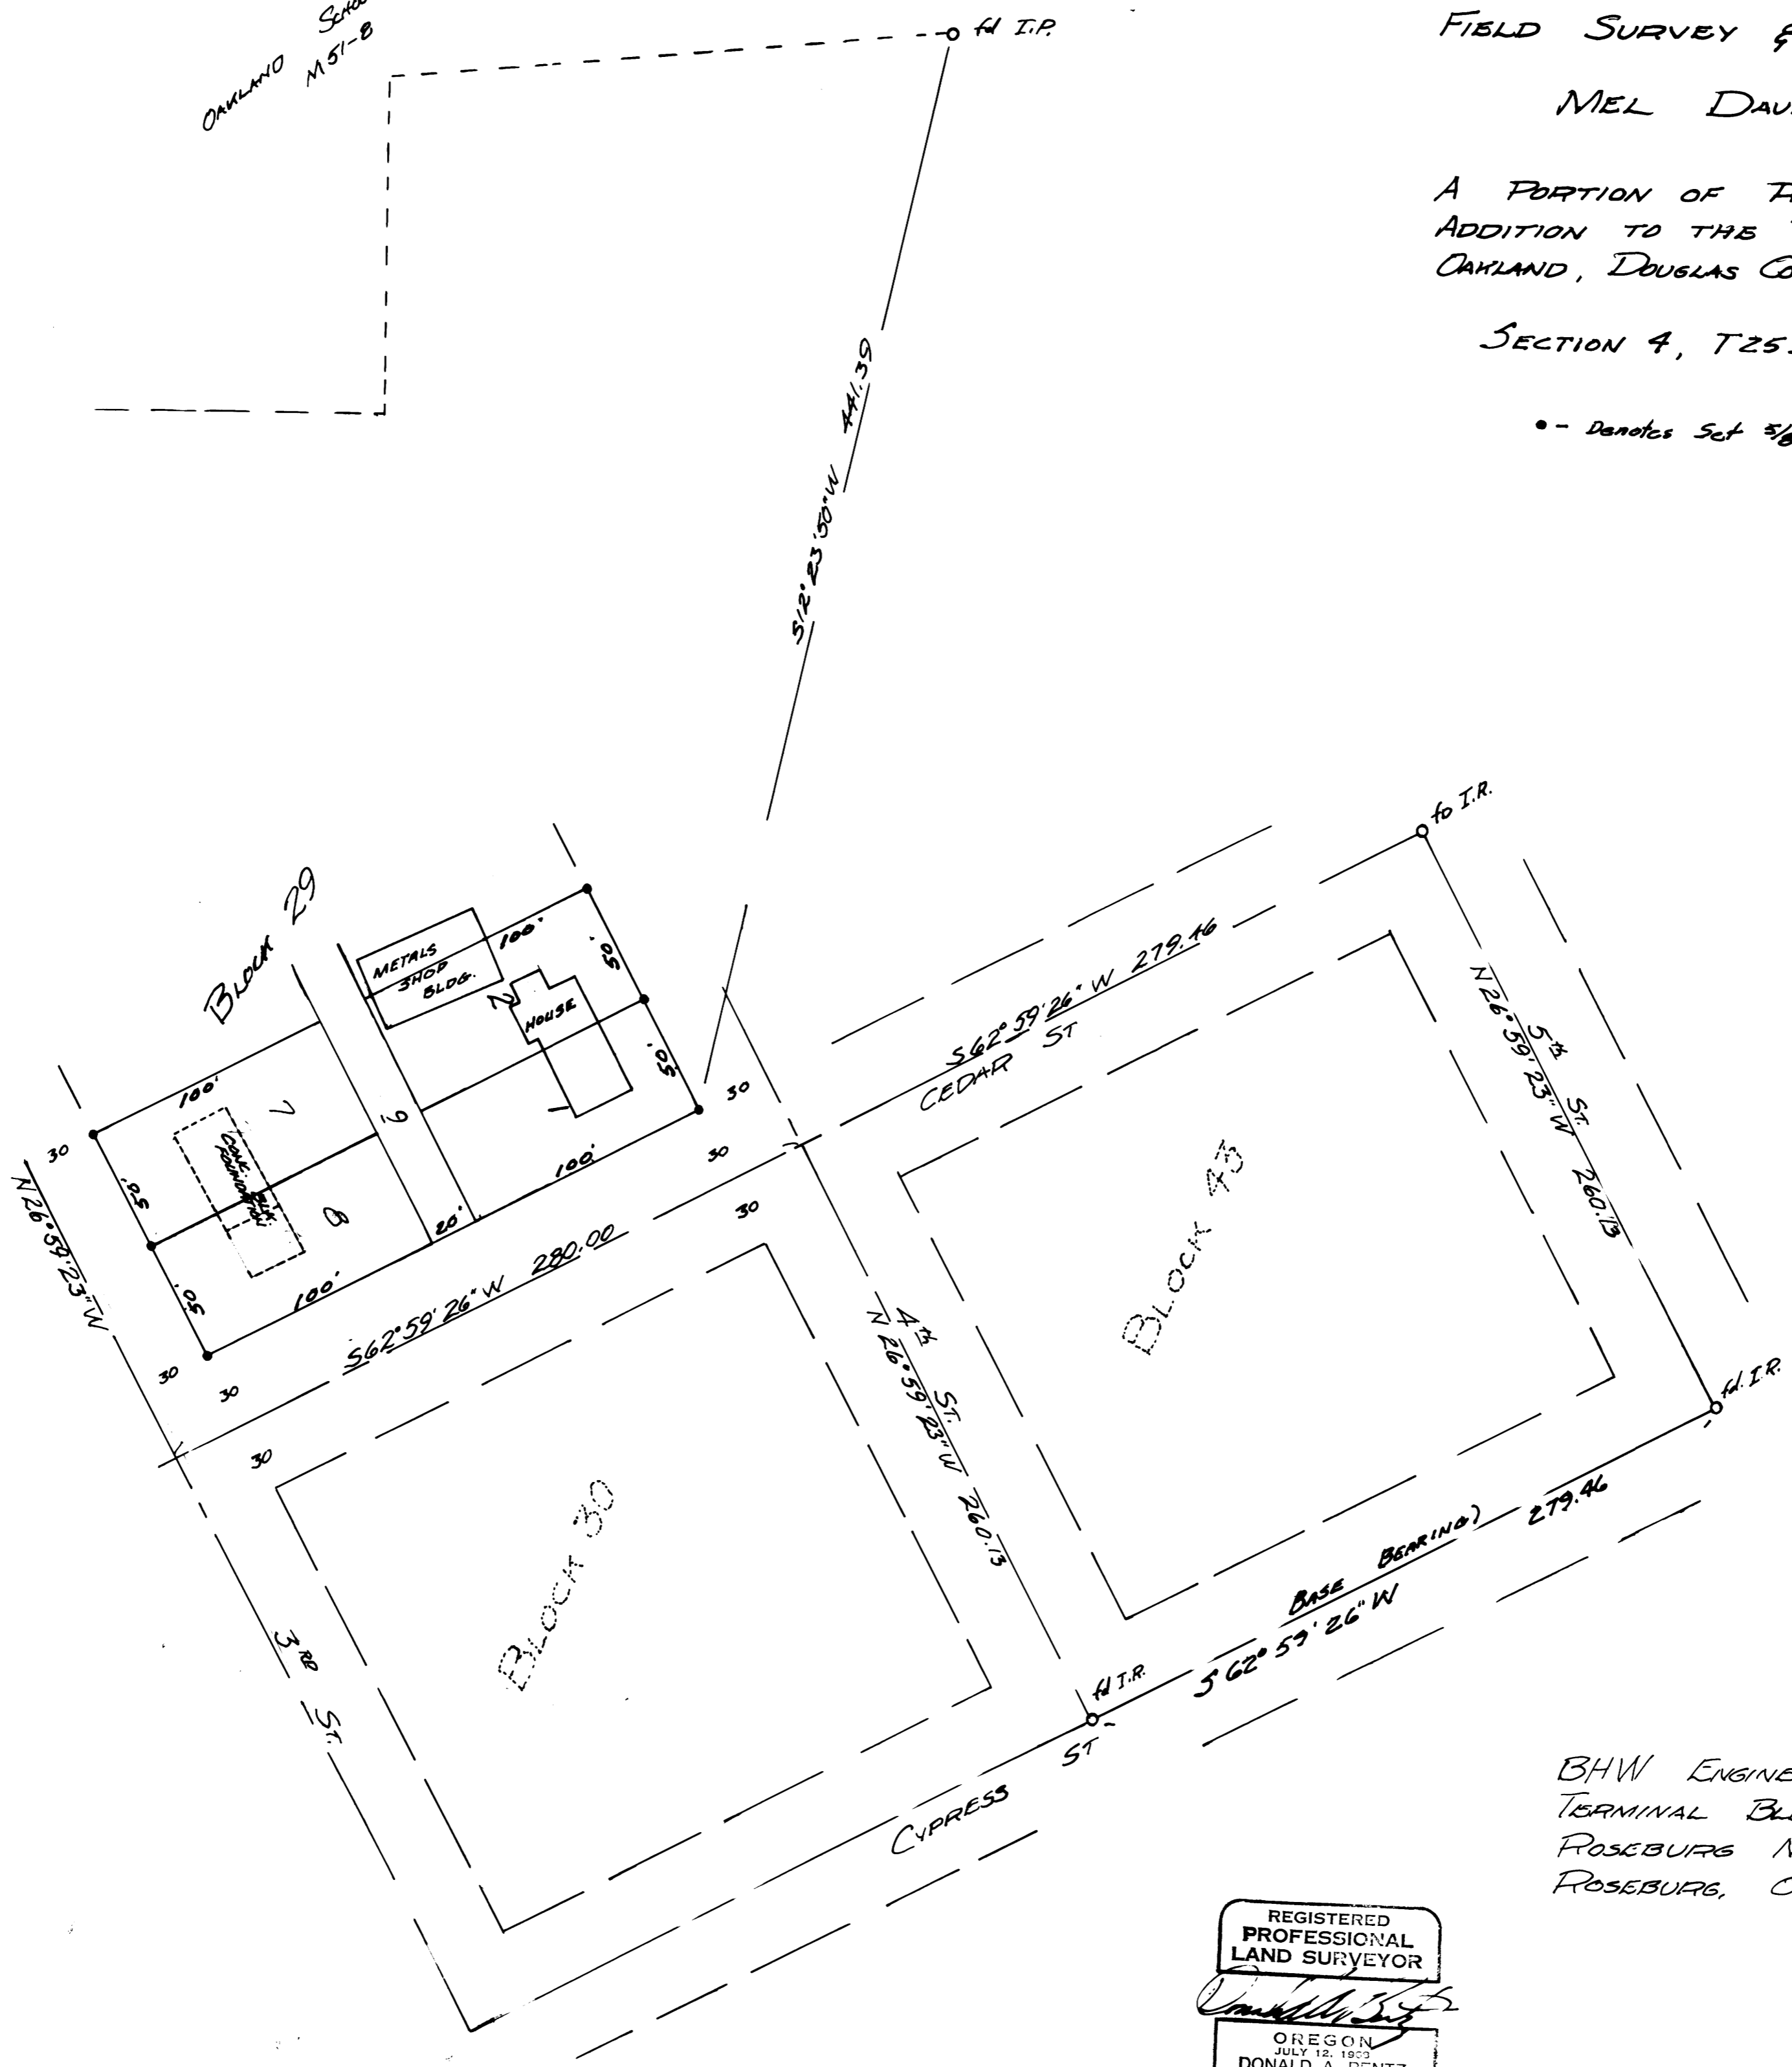 OAKLAND
M51-8
fd I.P.
FIELD SURVEY &
MEL
A PORTION OF
ADDITION TO THE
OAKLAND, DOUGLAS
SECTION 4, T25
•- Denotes Set 5/8
S12°23'50"W 441.39
fd I.R.
BLOCK 29
METALS
SHOP
BLDG.
100'
50'
2
HOUSE
50'
1
100'
30
30
30
100'
7
9
30
50'
8
50'
100'
20'
30
30
30
N26°59'23"W
S62°59'26"W 280.00
S62°59'26"W 279.46
CEDAR ST
5th ST.
N26°59'23"W 260.13
BLOCK 43
4th ST.
N26°59'23"W 260.13
fd. I.R.
BLOCK 30
3RD ST.
BASE BEARING) 279.46
S62°59'26"W
fd I.R.
CYPRESS ST
BHW
TERMINAL
ROSEBURG
ROSEBURG,
REGISTERED
PROFESSIONAL
LAND SURVEYOR
OREGON
JULY 12,
DONALD A.